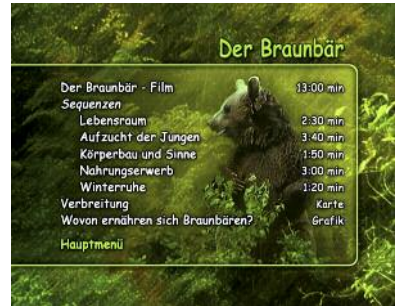 Der Braunbär
Der Braunbär - Film 13:00 min
Sequenzen
Lebensraum 2:30 min
Aufzucht der Jungen 3:40 min
Körperbau und Sinne 1:50 min
Nahrungserwerb 3:00 min
Winterruhe 1:20 min
Verbreitung Karte
Wovon ernähren sich Braunbären? Grafik
Hauptmenü